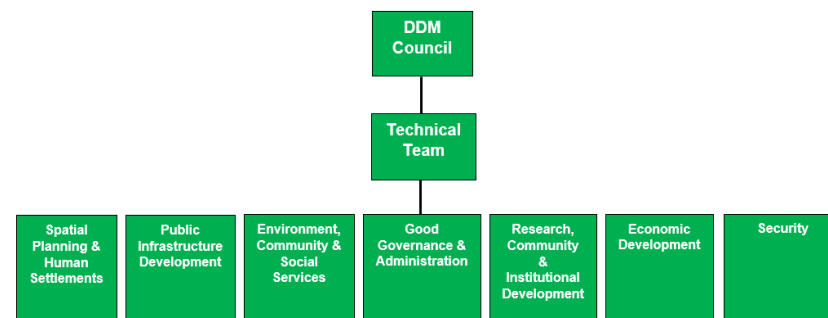 DDM
Council
Technical
Team
Spatial
Planning &
Human
Settlements
Public
Infrastructure
Development
Environment,
Community &
Social
Services
Good
Governance &
Administration
Research,
Community
&
Institutional
Development
Economic
Development
Security